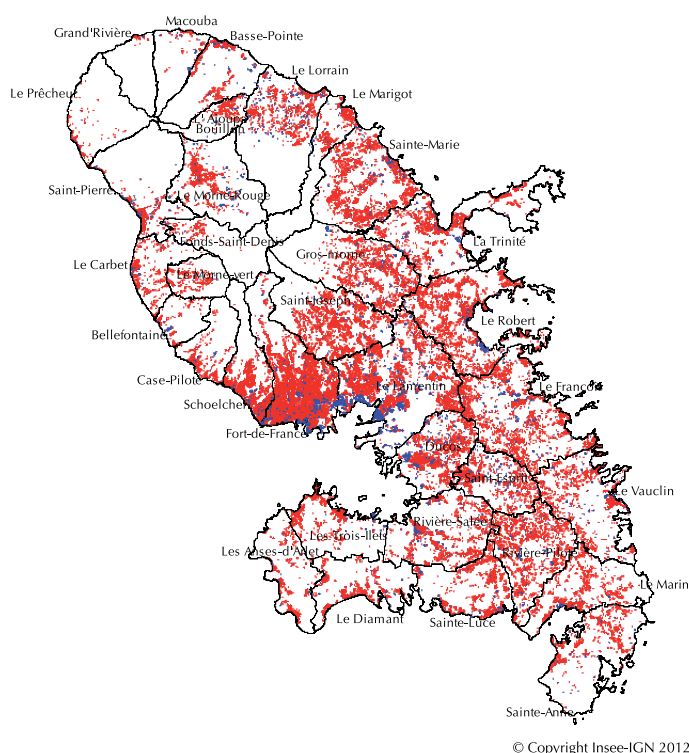 Macouba
Grand'Rivière
Basse-Pointe
Le Lorrain
Le Prêcheur
Le Marigot
L'Ajoupa
Bouillon
Sainte-Marie
Saint-Pierre
Le Morne-Rouge
La Trinité
Fonds-Saint-Denis
Gros-morne
Le Carbet
Le Morne-vert
Saint-Joseph
Le Robert
Bellefontaine
Case-Pilote
Le Lamentin
Le François
Schoelcher
Fort-de-France
Ducos
Saint-Esprit
Le Vauclin
Rivière-Salée
Les Trois-Ilets
Les Anses-d'Arlet
Rivière-Pilote
Le Marin
Le Diamant
Sainte-Luce
Sainte-Anne
© Copyright Insee-IGN 2012